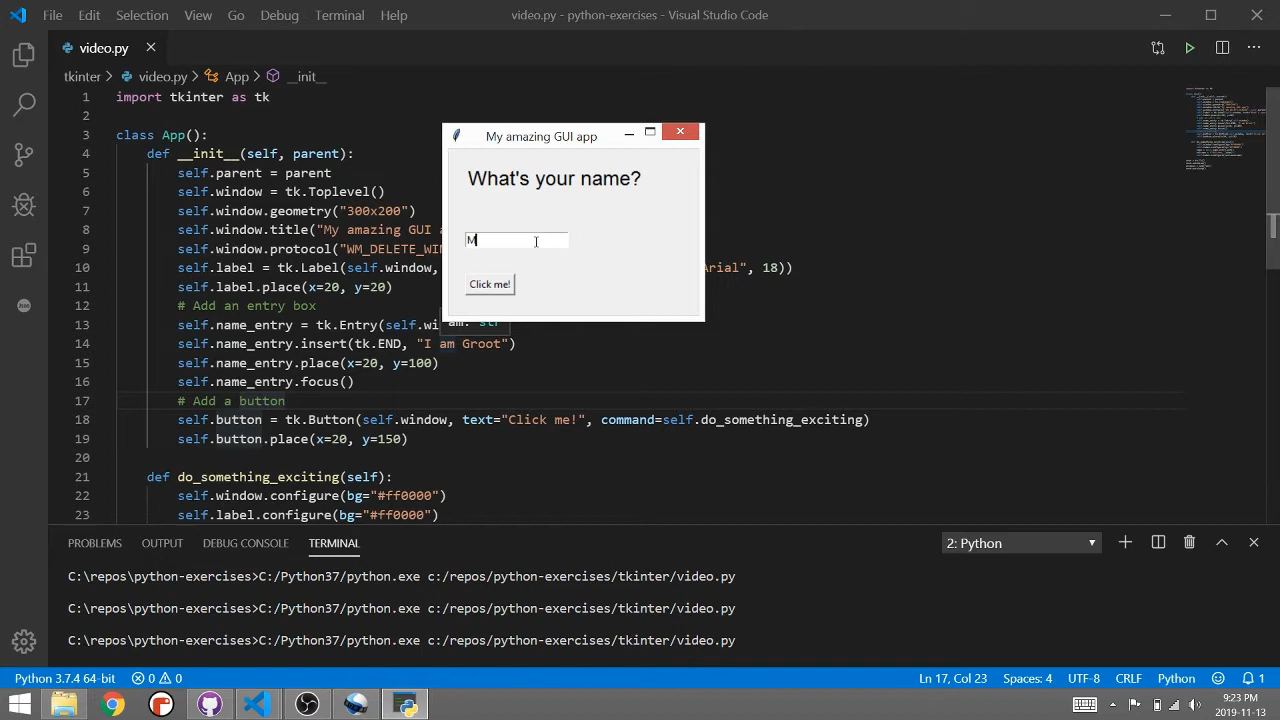 File Edit Selection View Go Debug Terminal Help
video.py - python-exercises - Visual Studio Code
video.py
tkinter > video.py > App > __init__
1 import tkinter as tk
2
3 class App():
4 def __init__(self, parent):
5 self.parent = parent
6 self.window = tk.Toplevel()
7 self.window.geometry("300x200")
8 self.window.title("My amazing GUI
9 self.window.protocol("WM_DELETE_WIN
10 self.label = tk.Label(self.window, Arial", 18))
11 self.label.place(x=20, y=20)
12 # Add an entry box
13 self.name_entry = tk.Entry(self.wi
14 self.name_entry.insert(tk.END, "I am Groot")
15 self.name_entry.place(x=20, y=100)
16 self.name_entry.focus()
17 # Add a button
18 self.button = tk.Button(self.window, text="Click me!", command=self.do_something_exciting)
19 self.button.place(x=20, y=150)
20
21 def do_something_exciting(self):
22 self.window.configure(bg="#ff0000")
23 self.label.configure(bg="#ff0000")
My amazing GUI app
What's your name?
M
Click me!
am: str
PROBLEMS OUTPUT DEBUG CONSOLE TERMINAL
2: Python
C:\repos\python-exercises>C:/Python37/python.exe c:/repos/python-exercises/tkinter/video.py
C:\repos\python-exercises>C:/Python37/python.exe c:/repos/python-exercises/tkinter/video.py
C:\repos\python-exercises>C:/Python37/python.exe c:/repos/python-exercises/tkinter/video.py
Python 3.7.4 64-bit 0 0 Ln 17, Col 23 Spaces: 4 UTF-8 CRLF Python 1
9:23 PM
2019-11-13